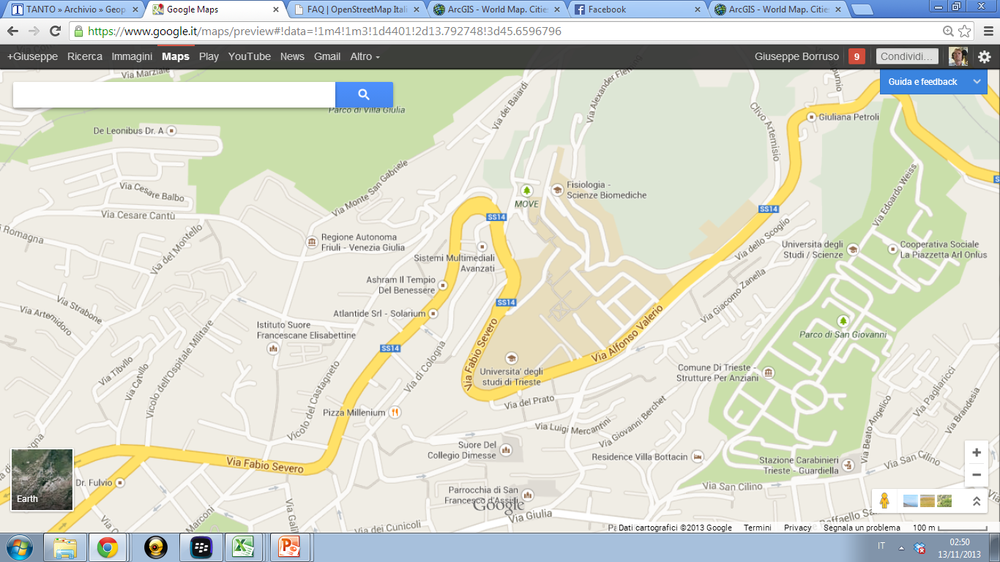 TANTO » Archivio » Geop
Google Maps
FAQ | OpenStreetMap Itali
ArcGIS - World Map. Citie
Facebook
ArcGIS - World Map. Citie
https://www.google.it/maps/preview#!data=!1m4!1m3!1d4401!2d13.792748!3d45.6596796
+Giuseppe Ricerca Immagini Maps Play YouTube News Gmail Altro
Giuseppe Borruso 9 Condividi...
Guida e feedback
Via Marziale
Parco di Villa Giulia
Via dei Baiardi
Via Alexander Fleming
Clivo Artemisio
Giuliana Petroli
De Leonibus Dr. A
Via Cesare Balbo
Via Cesare Cantù
Via Monte San Gabriele
MOVE
Fisiologia -
Scienze Biomediche
Via Edoardo Weiss
SS14
SS14
di Romagna
Via del Montello
Regione Autonoma
Friuli - Venezia Giulia
Sistemi Multimediali
Avanzati
Via dello Scoglio
Universita degli
Studi / Scienze
Cooperativa Sociale
La Piazzetta Arl Onlus
Ashram Il Tempio
Del Benessere
Via Giacomo Zanella
SS14
Via Strabone
Via Artemidoro
Atlantide Srl - Solarium
Istituto Suore
Francescane Elisabettine
Via Fabio Severo
Via Alfonso Valerio
Parco di San Giovanni
SS14
Via Tibullo
Via Catullo
Vicolo dell'Ospitale Militare
Via di Cologna
Universita' degli
studi di Trieste
Comune Di Trieste -
Strutture Per Anziani
Via Pagliaricci
Via Brandesia
Vicolo del Castagneto
Pizza Millenium
Via del Prato
Via Luigi Mercantini
Via Giovanni Berchet
Via Beato Angelico
Suore Del
Collegio Dimesse
Residence Villa Bottacin
Stazione Carabinieri
Trieste - Guardiella
Via San Cilino
Via San Cilino
Via Fabio Severo
Dr. Fulvio
Earth
Parrocchia di San
Francesco d'Assisi
Google
Via Giulia
Via dei Cunicoli
Via Gall
Marconi
Raffaello San
Dati cartografici ©2013 Google Termini Privacy Segnala un problema 100 m
IT
02:50
13/11/2013